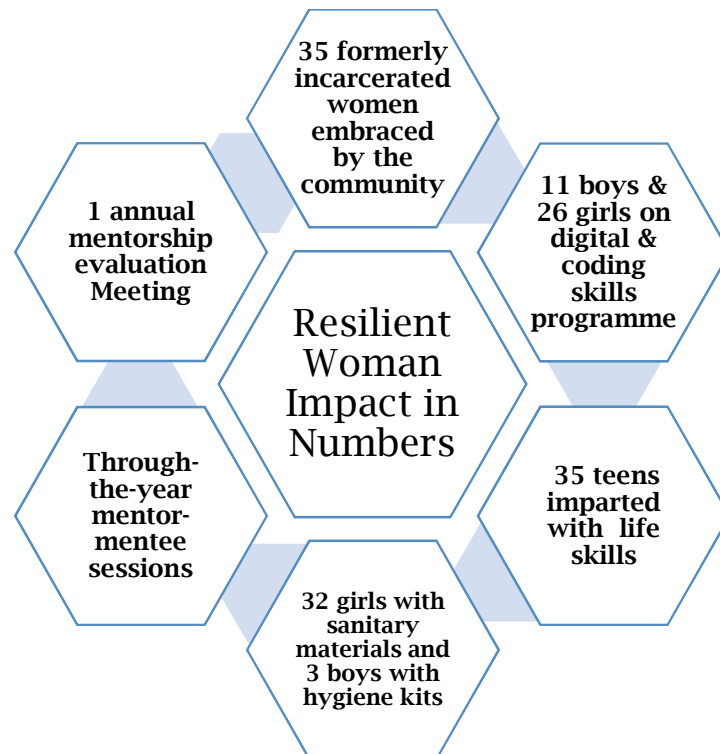 35 formerly
incarcerated
women
embraced
by the
community
11 boys &
26 girls on
digital &
coding
skills
programme
35 teens
imparted
with life
skills
32 girls with
sanitary
materials and
3 boys with
hygiene kits
Through-
the-year
mentor-
mentee
sessions
1 annual
mentorship
evaluation
Meeting
Resilient
Woman
Impact in
Numbers